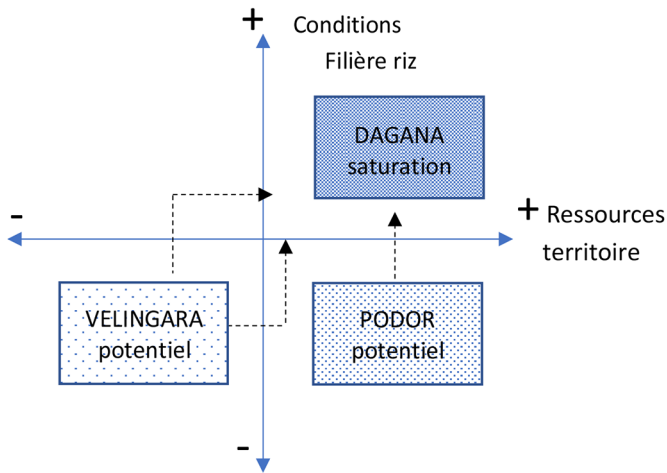 +
Conditions
Filière riz
DAGANA
saturation
-
+
Ressources
territoire
VELINGARA
potentiel
PODOR
potentiel
-